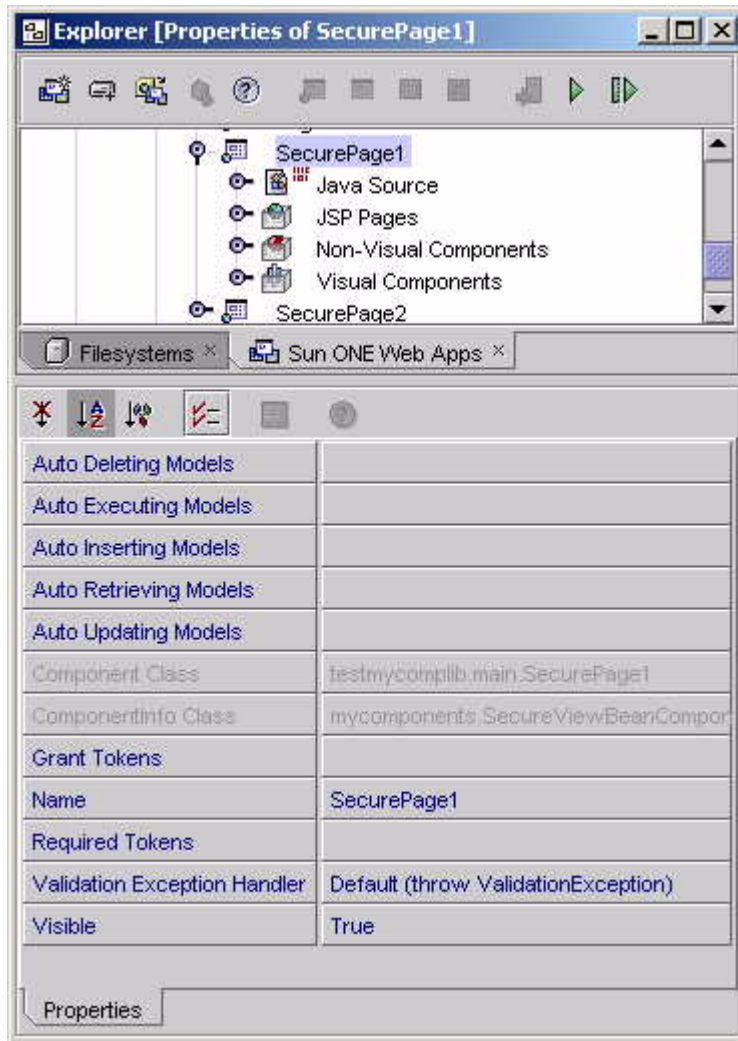 Explorer [Properties of SecurePage1]
SecurePage1
Java Source
JSP Pages
Non-Visual Components
Visual Components
SecurePage2
Filesystems × Sun ONE Web Apps ×
Auto Deleting Models
Auto Executing Models
Auto Inserting Models
Auto Retrieving Models
Auto Updating Models
Component Class testmycomplib.main.SecurePage1
ComponentInfo Class mycomponents.SecureViewBeanCompor
Grant Tokens
Name SecurePage1
Required Tokens
Validation Exception Handler Default (throw ValidationException)
Visible True
Properties